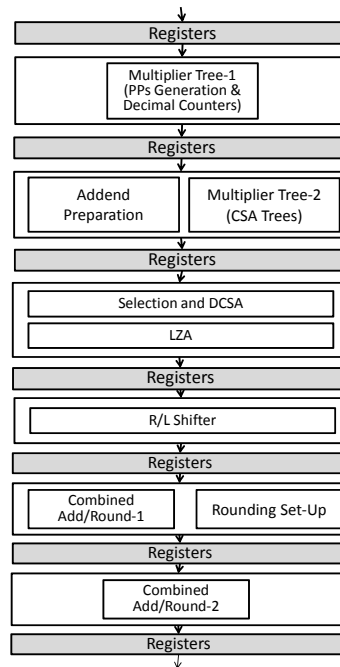 Registers
Multiplier Tree-1
(PPs Generation &
Decimal Counters)
Registers
Addend
Preparation
Multiplier Tree-2
(CSA Trees)
Registers
Selection and DCSA
LZA
Registers
R/L Shifter
Registers
Combined
Add/Round-1
Rounding Set-Up
Registers
Combined
Add/Round-2
Registers